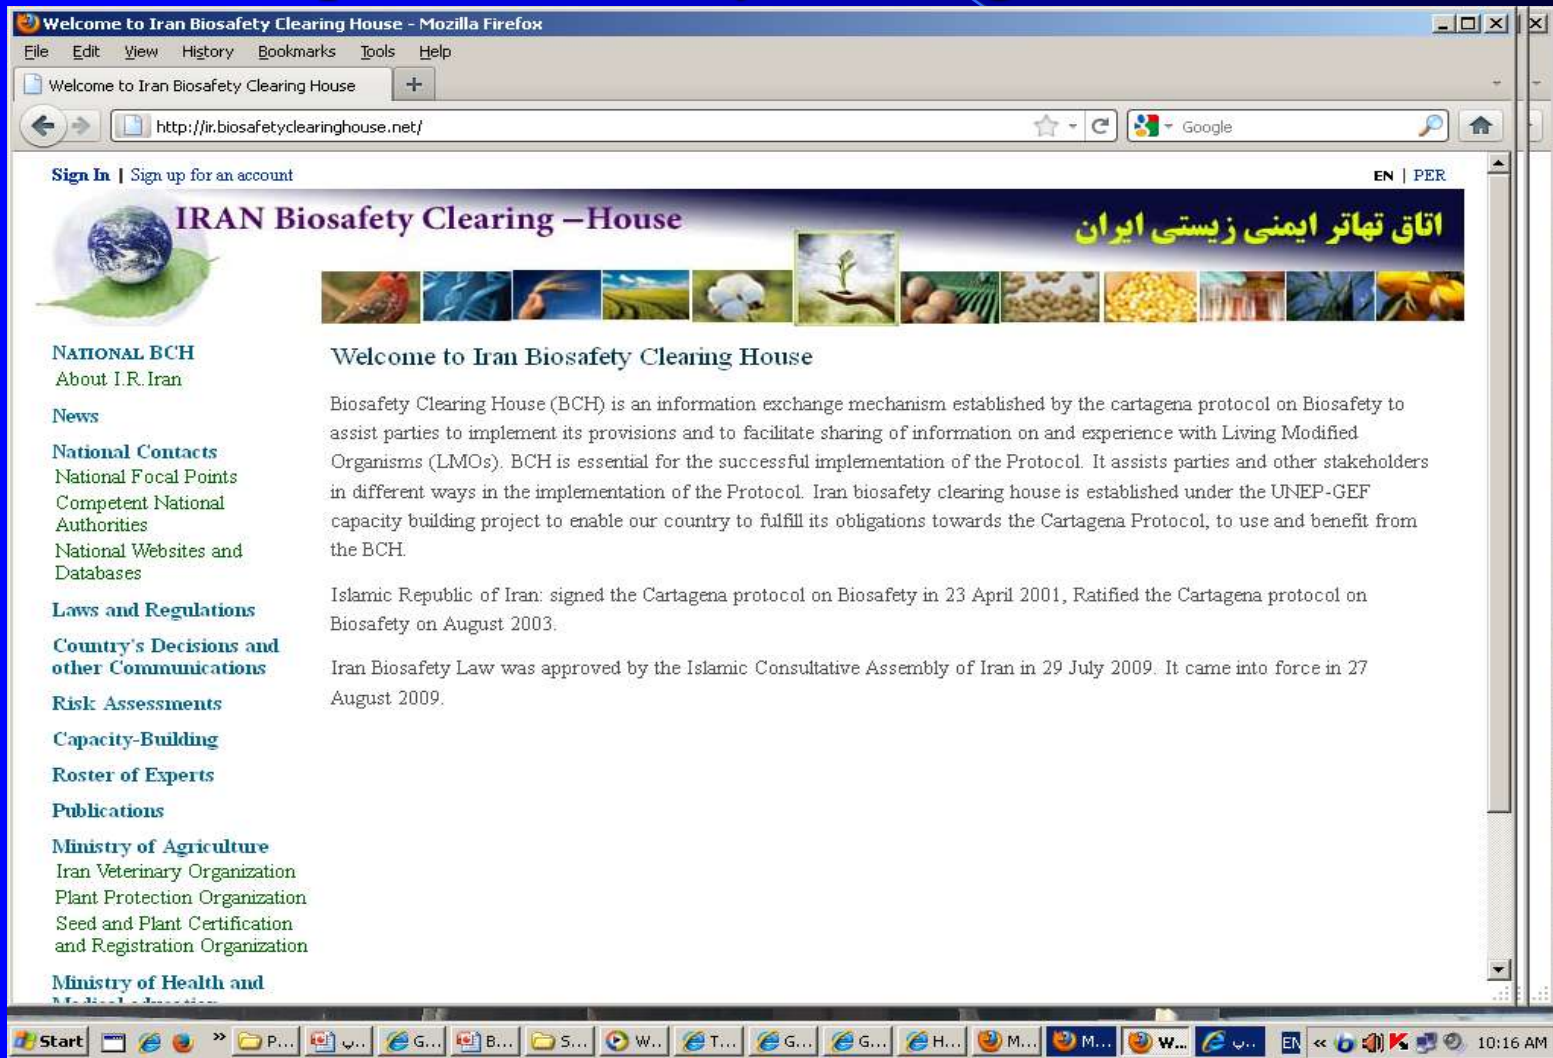 Welcome to Iran Biosafety Clearing House - Mozilla Firefox
File Edit View History Bookmarks Tools Help
Welcome to Iran Biosafety Clearing House
http://ir.biosafetyclearinghouse.net/
Google
Sign In | Sign up for an account
EN | PER
IRAN Biosafety Clearing –House
اتاق تهاتر ایمنی زیستی ایران
NATIONAL BCH
About I.R.Iran
News
National Contacts
National Focal Points
Competent National
Authorities
National Websites and
Databases
Laws and Regulations
Country's Decisions and
other Communications
Risk Assessments
Capacity-Building
Roster of Experts
Publications
Ministry of Agriculture
Iran Veterinary Organization
Plant Protection Organization
Seed and Plant Certification
and Registration Organization
Ministry of Health and
Welcome to Iran Biosafety Clearing House
Biosafety Clearing House (BCH) is an information exchange mechanism established by the cartagena protocol on Biosafety to
assist parties to implement its provisions and to facilitate sharing of information on and experience with Living Modified
Organisms (LMOs). BCH is essential for the successful implementation of the Protocol. It assists parties and other stakeholders
in different ways in the implementation of the Protocol. Iran biosafety clearing house is established under the UNEP-GEF
capacity building project to enable our country to fulfill its obligations towards the Cartagena Protocol, to use and benefit from
the BCH.
Islamic Republic of Iran: signed the Cartagena protocol on Biosafety in 23 April 2001, Ratified the Cartagena protocol on
Biosafety on August 2003.
Iran Biosafety Law was approved by the Islamic Consultative Assembly of Iran in 29 July 2009. It came into force in 27
August 2009.
Start » P... G... B... S... W... T... G... G... H... M... M... W... EN « 10:16 AM